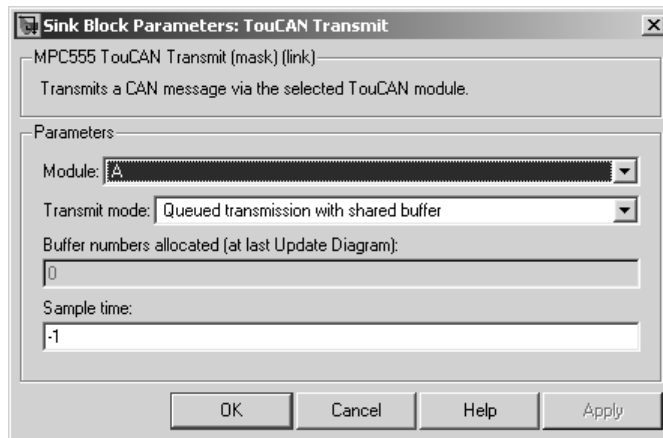 Sink Block Parameters: TouCAN Transmit
MPC555 TouCAN Transmit (mask) (link)
Transmits a CAN message via the selected TouCAN module.
Parameters
Module: A
Transmit mode: Queued transmission with shared buffer
Buffer numbers allocated (at last Update Diagram):
0
Sample time:
-1
OK Cancel Help Apply